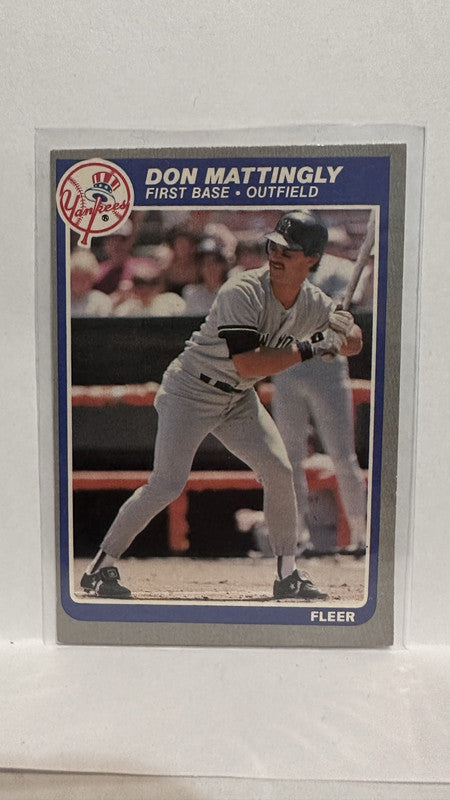 Yankees
DON MATTINGLY
FIRST BASE • OUTFIELD
FLEER